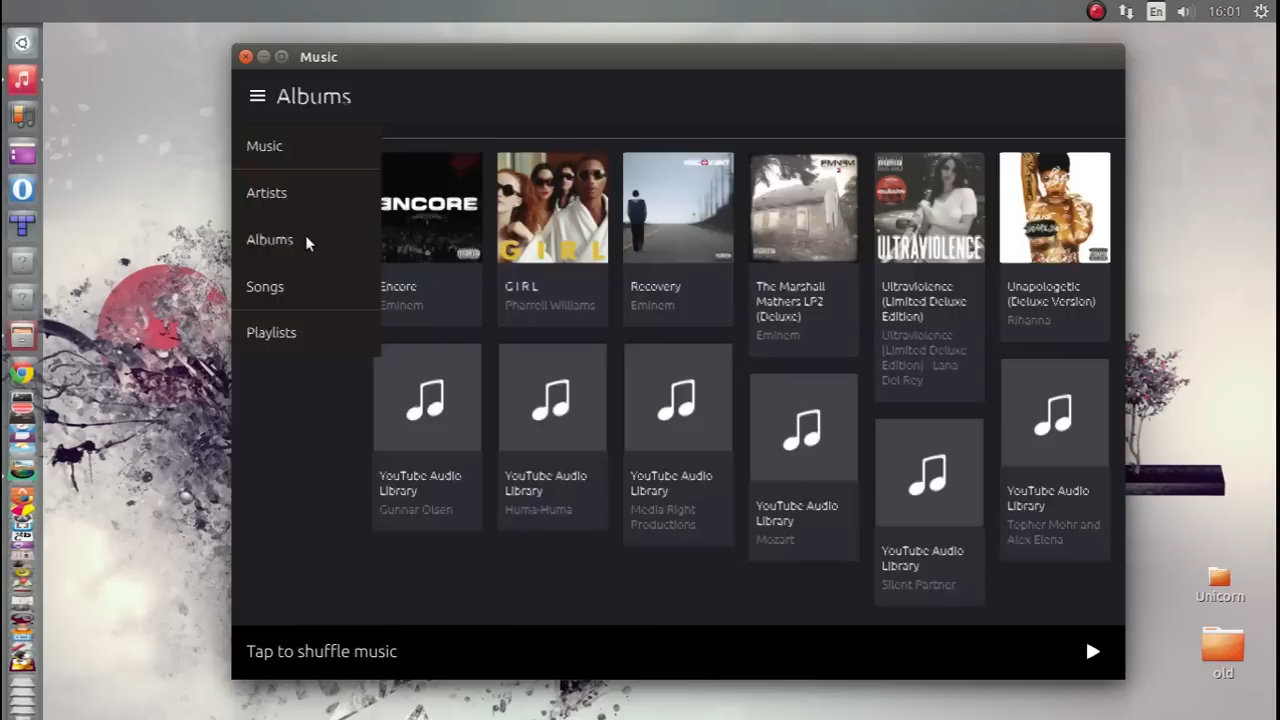 En
16:01
Music
Albums
Music
Artists
Albums
Songs
Playlists
ENCORE
GIRL
RECOVERY
EMINEM
ULTRAVIOLENCE
Encore
Eminem
G I R L
Pharrell Williams
Recovery
Eminem
The Marshall
Mathers LP2
(Deluxe)
Eminem
Ultraviolence
(Limited Deluxe
Edition)
Ultraviolence
(Limited Deluxe
Edition) Lana
Del Rey
Unapologetic
(Deluxe Version)
Rihanna
YouTube Audio
Library
Gunnar Olsen
YouTube Audio
Library
Huma-Huma
YouTube Audio
Library
Media Right
Productions
YouTube Audio
Library
Mozart
YouTube Audio
Library
Silent Partner
YouTube Audio
Library
Topher Mohr and
Alex Elena
Tap to shuffle music
Unicorn
old